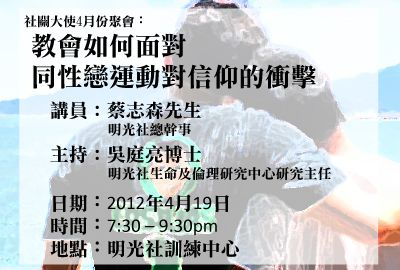 社關大使4月份聚會：
教會如何面對
同性戀運動對信仰的衝擊
講員：蔡志森先生
明光社總幹事
主持：吳庭亮博士
明光社生命及倫理研究中心研究主任
日期：2012年4月19日
時間：7:30－9:30pm
地點：明光社訓練中心